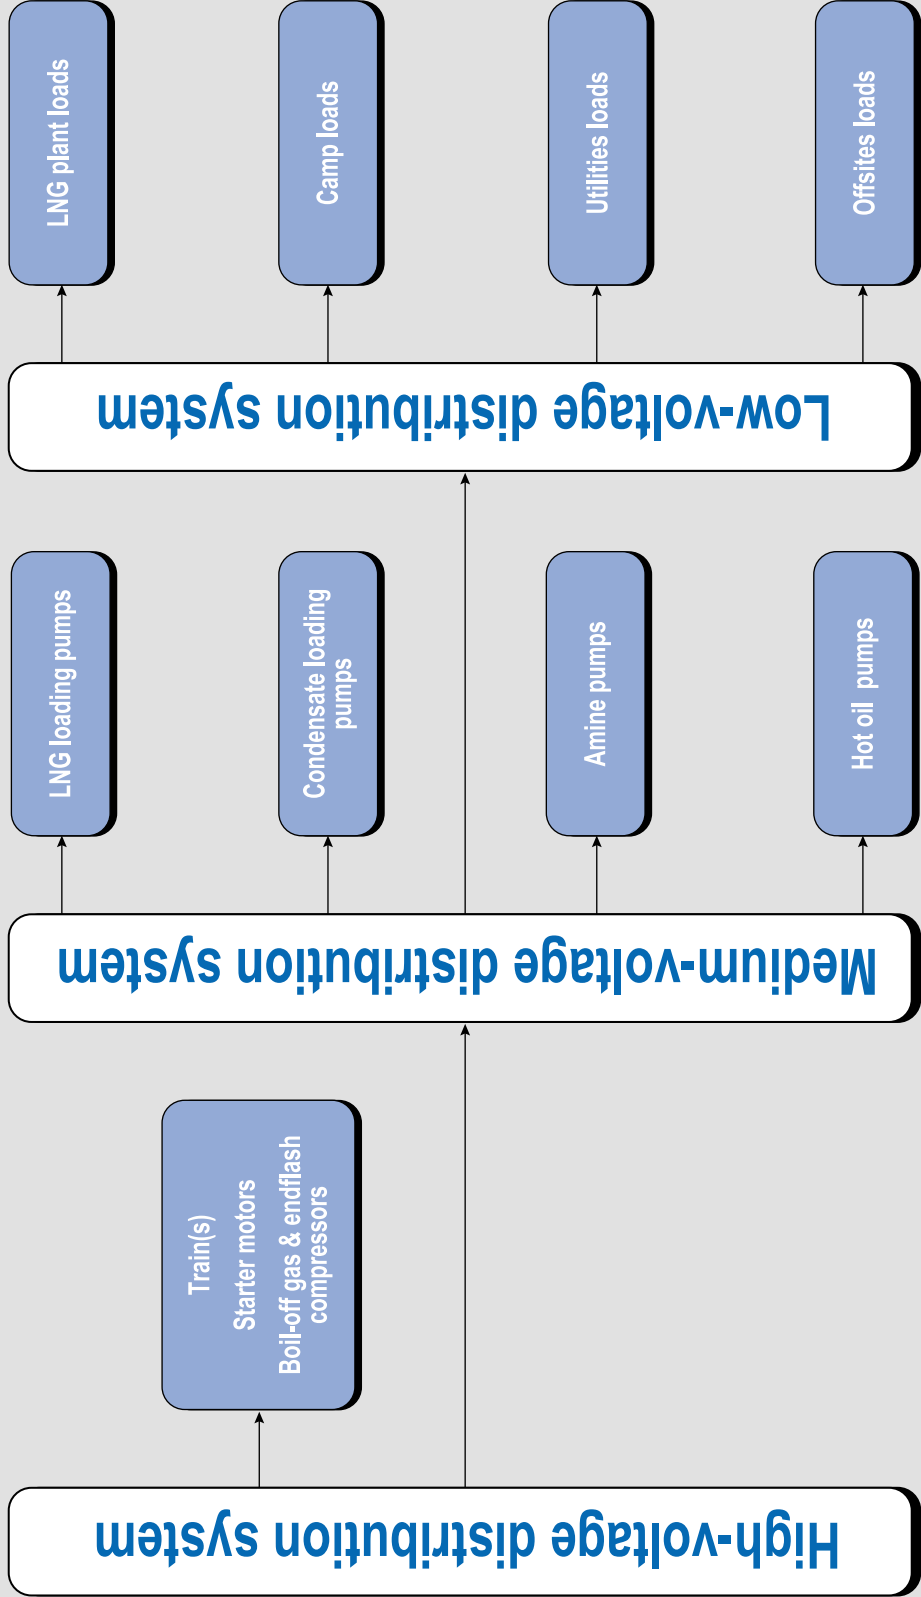 High-voltage distribution system
Train(s)
Starter motors
Boil-off gas & endflash
compressors
Medium-voltage distribution system
LNG loading pumps
Condensate loading
pumps
Amine pumps
Hot oil pumps
Low-voltage distribution system
LNG plant loads
Camp loads
Utilities loads
Offsites loads